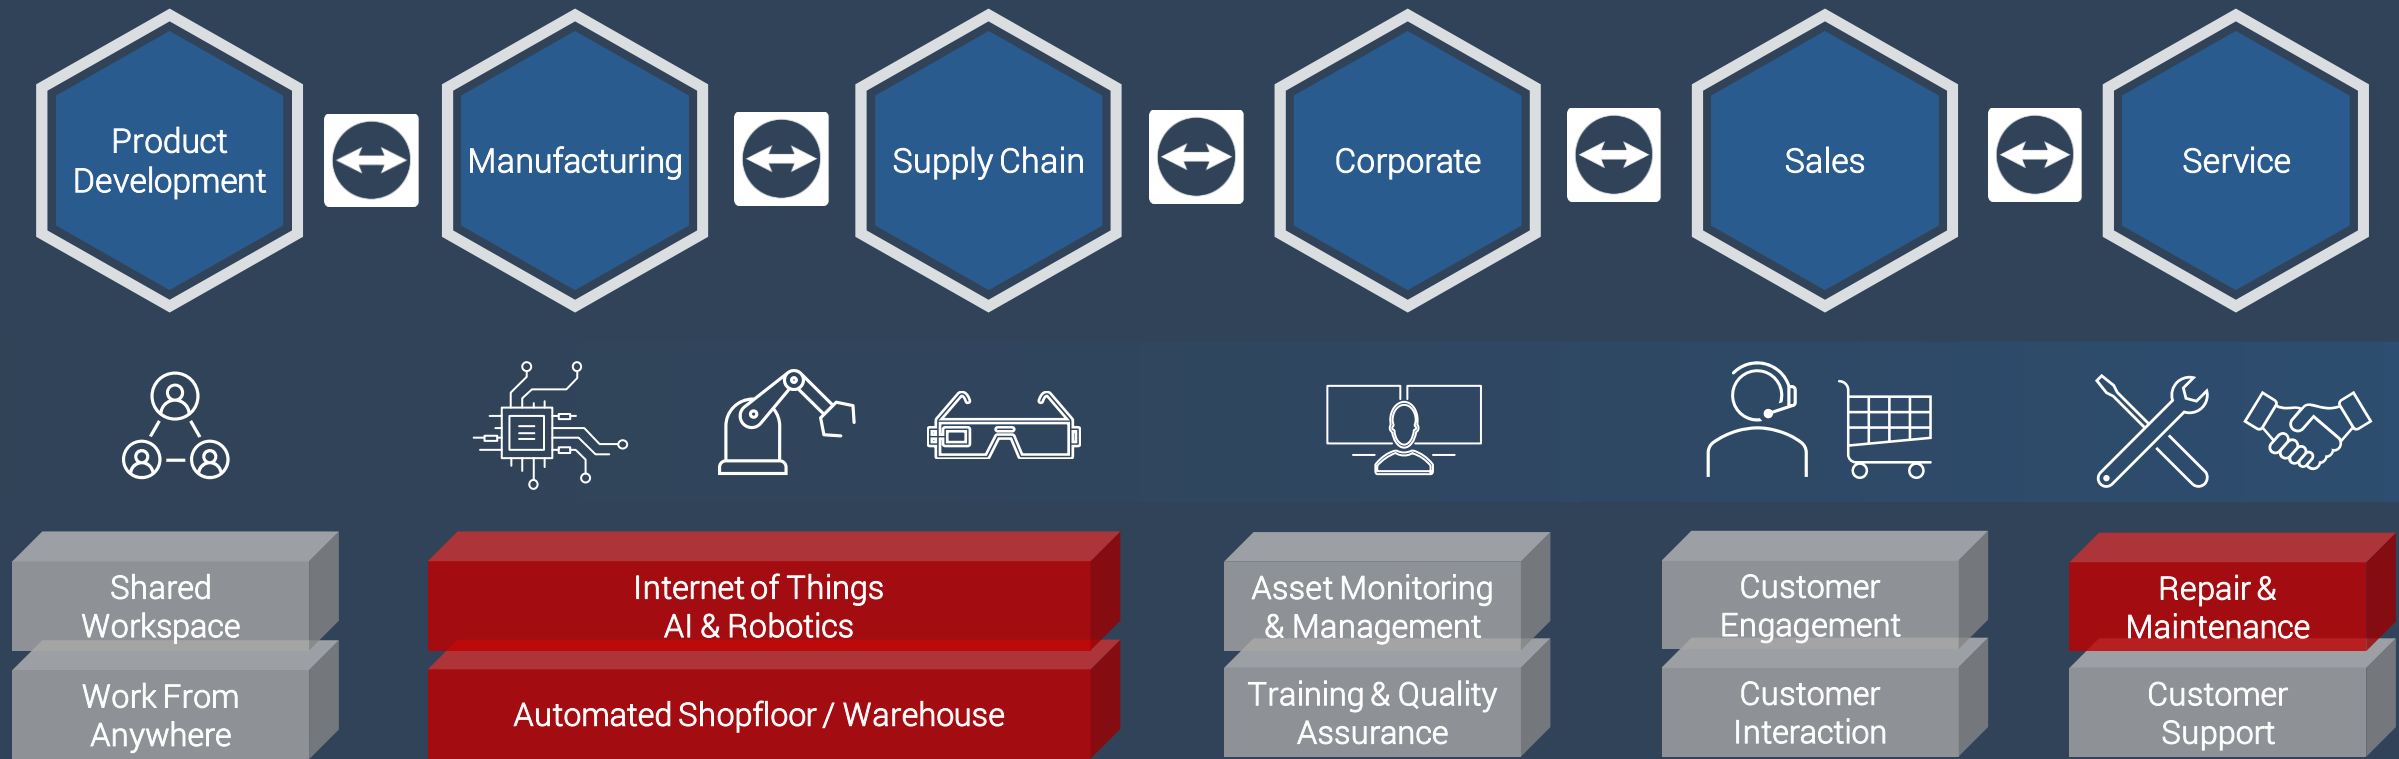 Product
Development
Manufacturing
Supply Chain
Corporate
Sales
Service
Shared
Workspace
Internet of Things
AI & Robotics
Asset Monitoring
& Management
Customer
Engagement
Repair &
Maintenance
Work From
Anywhere
Automated Shopfloor / Warehouse
Training & Quality
Assurance
Customer
Interaction
Customer
Support